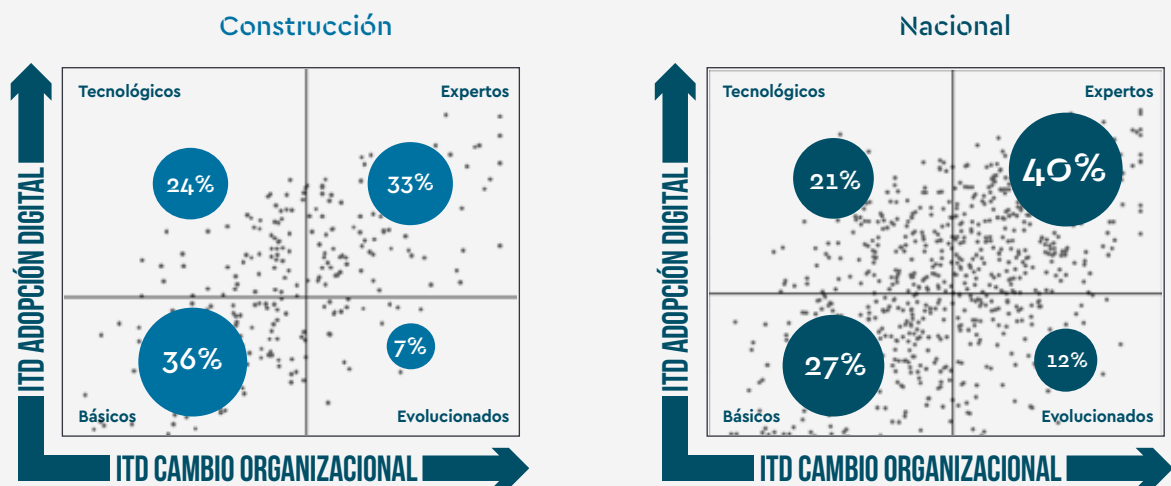 Construcción
Tecnológicos
Expertos
24%
33%
36%
7%
Básicos
Evolucionados
ITD ADOPCIÓN DIGITAL
ITD CAMBIO ORGANIZACIONAL
Nacional
Tecnológicos
Expertos
21%
40%
27%
12%
Básicos
Evolucionados
ITD ADOPCIÓN DIGITAL
ITD CAMBIO ORGANIZACIONAL